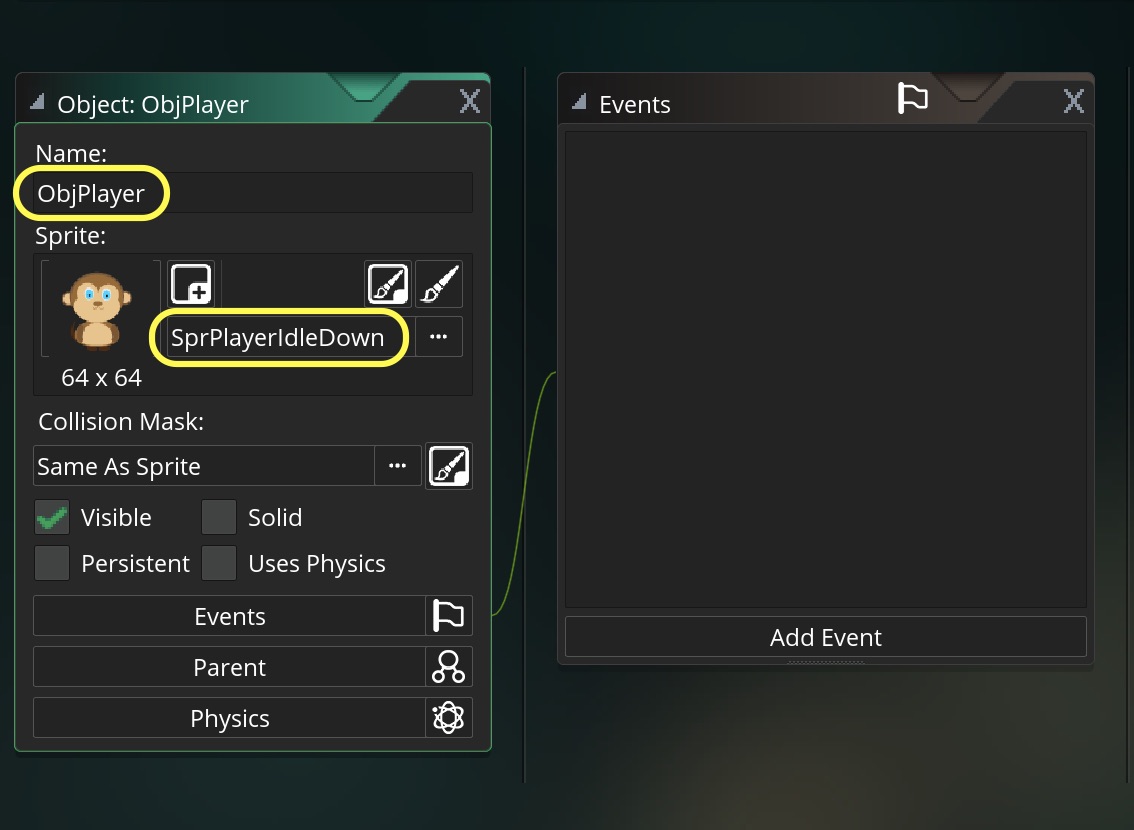 Object: ObjPlayer
Name:
ObjPlayer
Sprite:
SprPlayerIdleDown
64 x 64
Collision Mask:
Same As Sprite
Visible
Solid
Persistent
Uses Physics
Events
Parent
Physics
Events
Add Event